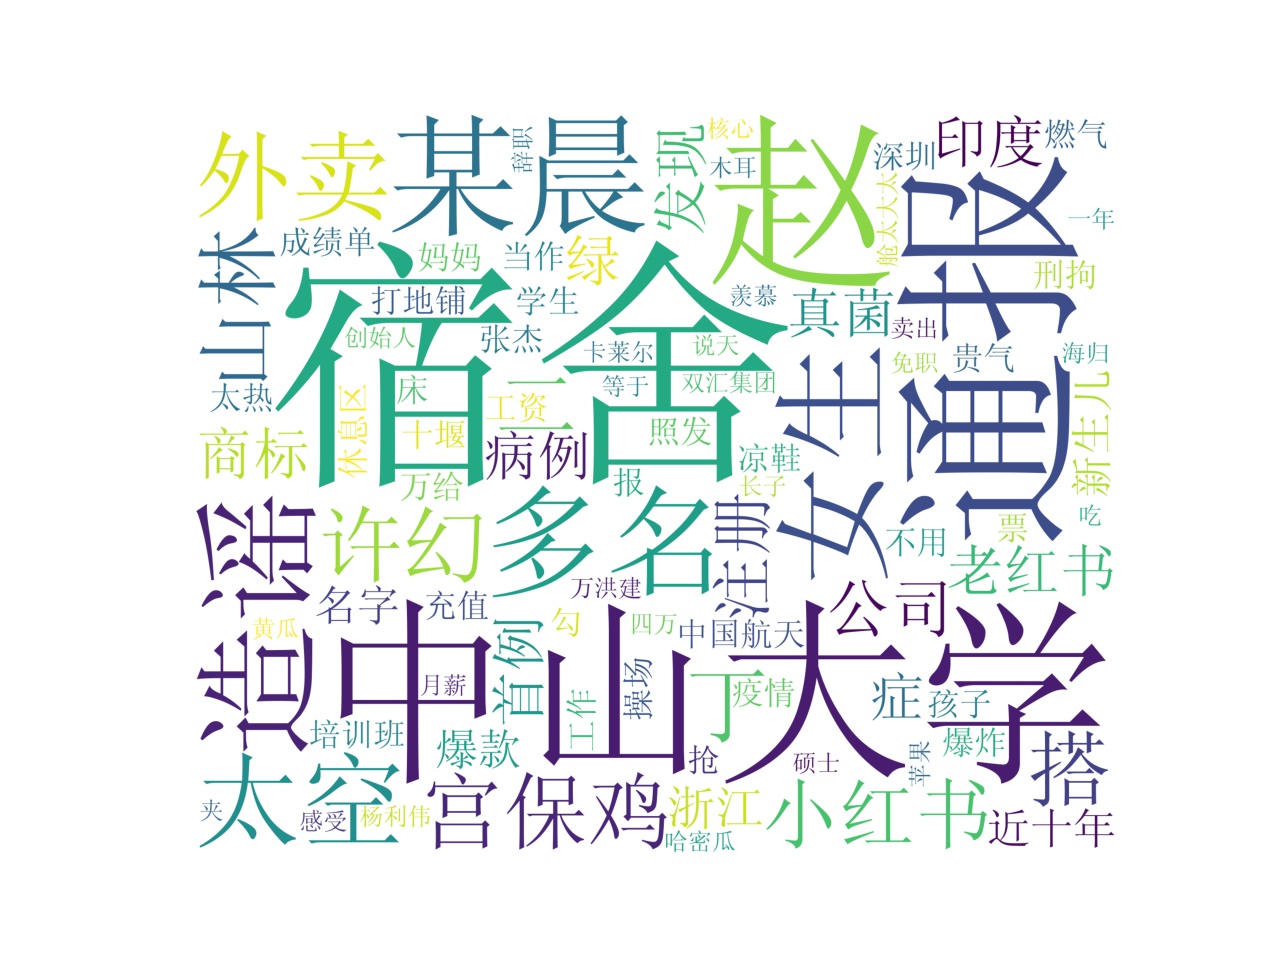 外卖
某晨
辞职
发现
核心
木耳
赵
深圳
印度
燃气
通报
一年
山林
成绩单
妈妈
当作
绿
舱太大太
刑拘
宿舍
打地铺
学生
羡慕
真菌
卖出
创始人
张杰
卡莱尔
说天
免职
贵气
海归
太热
休息区
床
二
等于
双汇集团
女生
新生儿
工资
商标
十堰
病例
照发
凉鞋
万给
报
长子
吃
造谣
许幻
多名
注册
不用
票
老红书
名字
充值
万洪建
公司
黄瓜
中山大学
首例
勾
四万
中国航天
月薪
操场
丁
疫情
症
孩子
培训班
爆款
工作
抢
硕士
苹果
爆炸
搭
太空
夹
感受
杨利伟
宫保鸡
浙江
哈密瓜
小红书
近十年